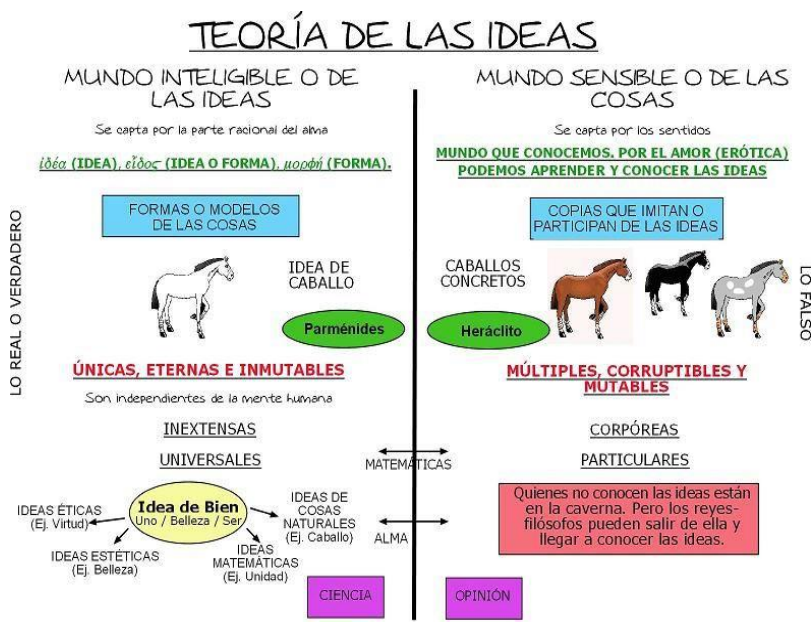 TEORÍA DE LAS IDEAS
MUNDO INTELIGIBLE O DE
LAS IDEAS
Se capta por la parte racional del alma
ἰδέα (IDEA), εἶδος (IDEA O FORMA), μορφή (FORMA).
FORMAS O MODELOS
DE LAS COSAS
LO REAL O VERDADERO
IDEA DE
CABALLO
Parménides
ÚNICAS, ETERNAS E INMUTABLES
Son independientes de la mente humana
INEXTENSAS
UNIVERSALES
IDEAS ÉTICAS
(Ej. Virtud)
Idea de Bien
Uno / Belleza / Ser
IDEAS DE
COSAS
NATURALES
(Ej. Caballo)
IDEAS ESTÉTICAS
(Ej. Belleza)
IDEAS
MATEMÁTICAS
(Ej. Unidad)
CIENCIA
MATEMÁTICAS
ALMA
MUNDO SENSIBLE O DE LAS
COSAS
Se capta por los sentidos
MUNDO QUE CONOCEMOS. POR EL AMOR (ERÓTICA)
PODEMOS APRENDER Y CONOCER LAS IDEAS
COPIAS QUE IMITAN O
PARTICIPAN DE LAS IDEAS
CABALLOS
CONCRETOS
LO FALSO
Heráclito
MÚLTIPLES, CORRUPTIBLES Y
MUTABLES
CORPÓREAS
PARTICULARES
Quienes no conocen las ideas están
en la caverna. Pero los reyes-
filósofos pueden salir de ella y
llegar a conocer las ideas.
OPINIÓN